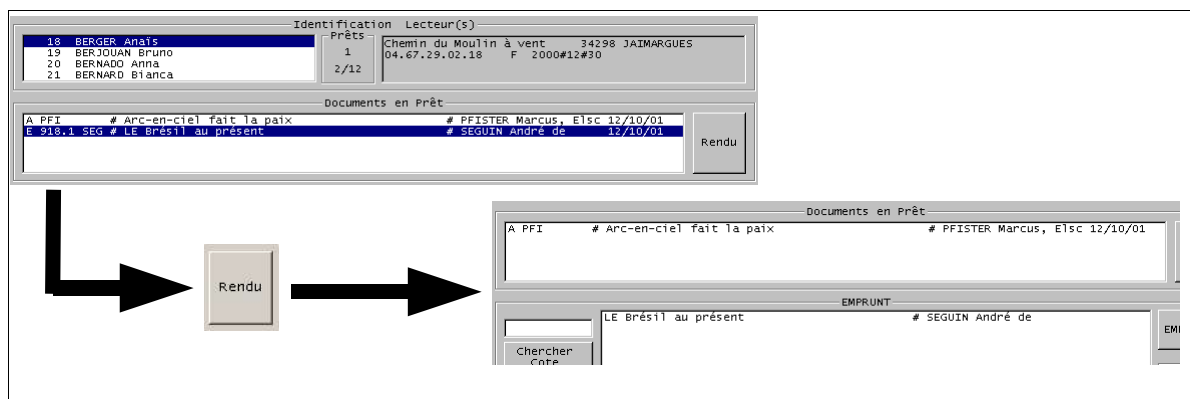 Identification Lecteur(s)
18 BERGER Anaïs
19 BERJOUAN Bruno
20 BERNADO Anna
21 BERNARD Bianca
Prêts
1
2/12
Chemin du Moulin à vent 34298 JAIMARGUES
04.67.29.02.18 F 2000#12#30
Documents en Prêt
A PFI # Arc-en-ciel fait la paix # PFISTER Marcus, Elsc 12/10/01
E 918.1 SEG # LE Brésil au présent # SEGUIN André de 12/10/01
Rendu
Rendu
Documents en Prêt
A PFI # Arc-en-ciel fait la paix # PFISTER Marcus, Elsc 12/10/01
EMPRUNT
LE Brésil au présent # SEGUIN André de
EM
Chercher
Cote